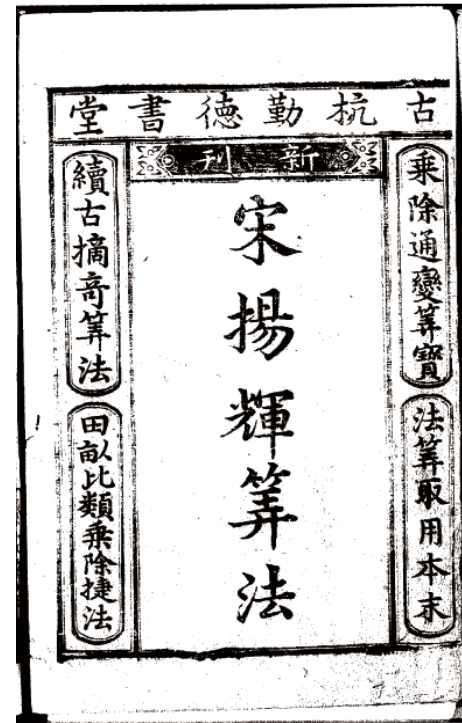 古杭勤德書堂
新刊
乘除通變筭寳
法筭取用本末
宋揚輝筭法
續古摘竒筭法
田畝比類乘除捷法